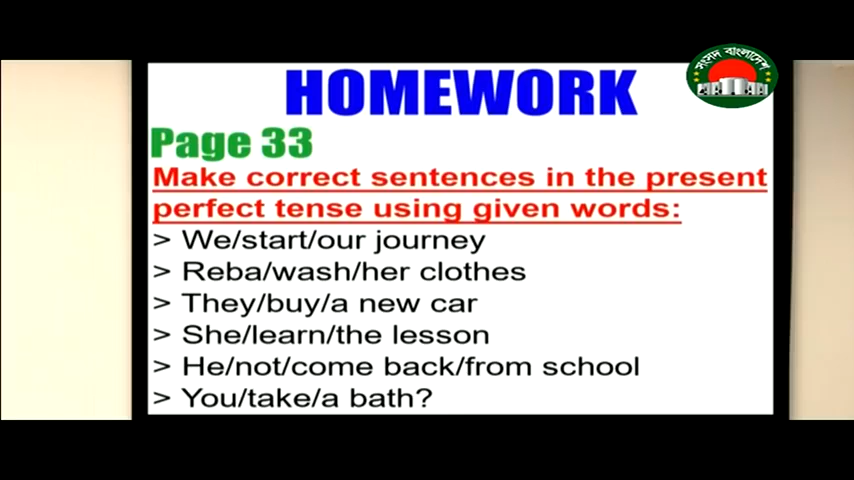 সংসদ বাংলাদেশ
HOMEWORK
Page 33
Make correct sentences in the present
perfect tense using given words:
> We/start/our journey
> Reba/wash/her clothes
> They/buy/a new car
> She/learn/the lesson
> He/not/come back/from school
> You/take/a bath?